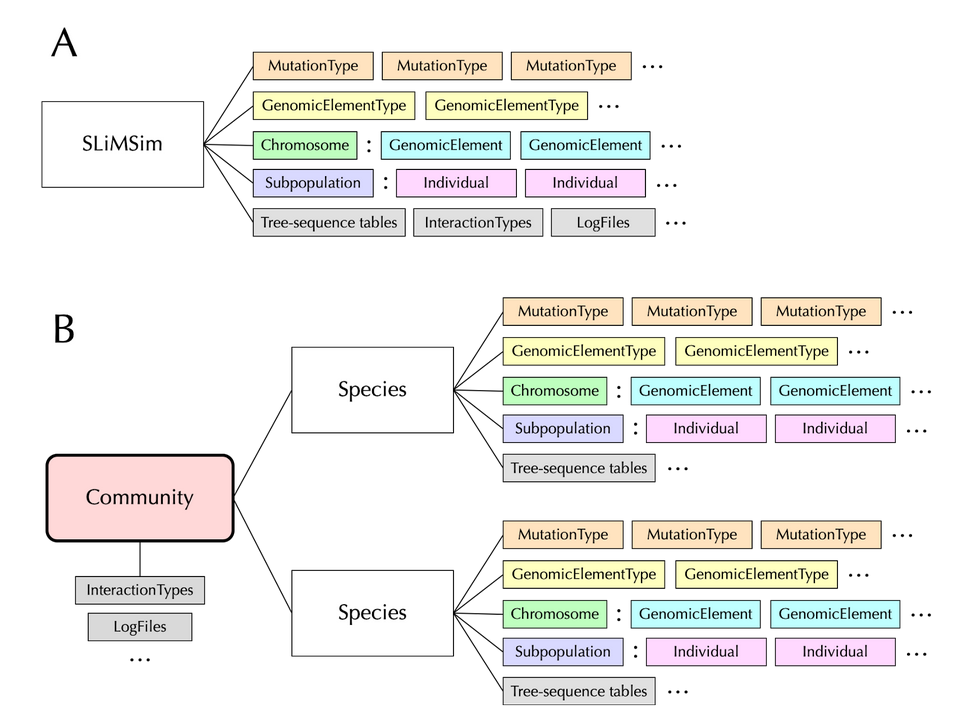 A
MutationType MutationType MutationType ...
GenomicElementType GenomicElementType ...
SLiMSim
Chromosome : GenomicElement GenomicElement ...
Subpopulation : Individual Individual ...
Tree-sequence tables InteractionTypes LogFiles ...
B
MutationType MutationType MutationType ...
GenomicElementType GenomicElementType ...
Species
Chromosome : GenomicElement GenomicElement ...
Subpopulation : Individual Individual ...
Tree-sequence tables ...
Community
InteractionTypes
LogFiles
...
MutationType MutationType MutationType ...
GenomicElementType GenomicElementType ...
Species
Chromosome : GenomicElement GenomicElement ...
Subpopulation : Individual Individual ...
Tree-sequence tables ...